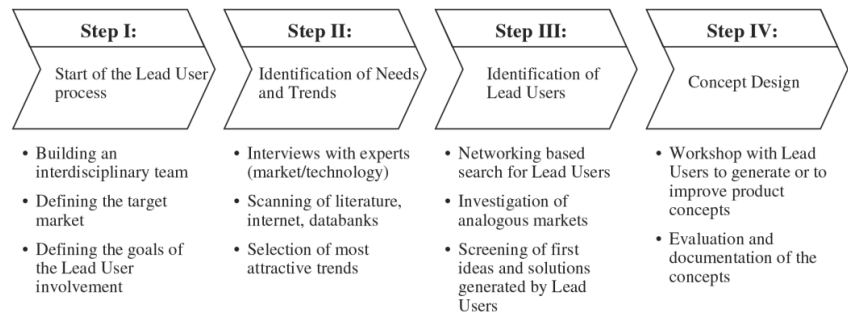 Step I:
Start of the Lead User
process
• Building an
interdisciplinary team
• Defining the target
market
• Defining the goals of
the Lead User
involvement
Step II:
Identification of Needs
and Trends
• Interviews with experts
(market/technology)
• Scanning of literature,
internet, databanks
• Selection of most
attractive trends
Step III:
Identification of
Lead Users
• Networking based
search for Lead Users
• Investigation of
analogous markets
• Screening of first
ideas and solutions
generated by Lead
Users
Step IV:
Concept Design
• Workshop with Lead
Users to generate or to
improve product
concepts
• Evaluation and
documentation of the
concepts